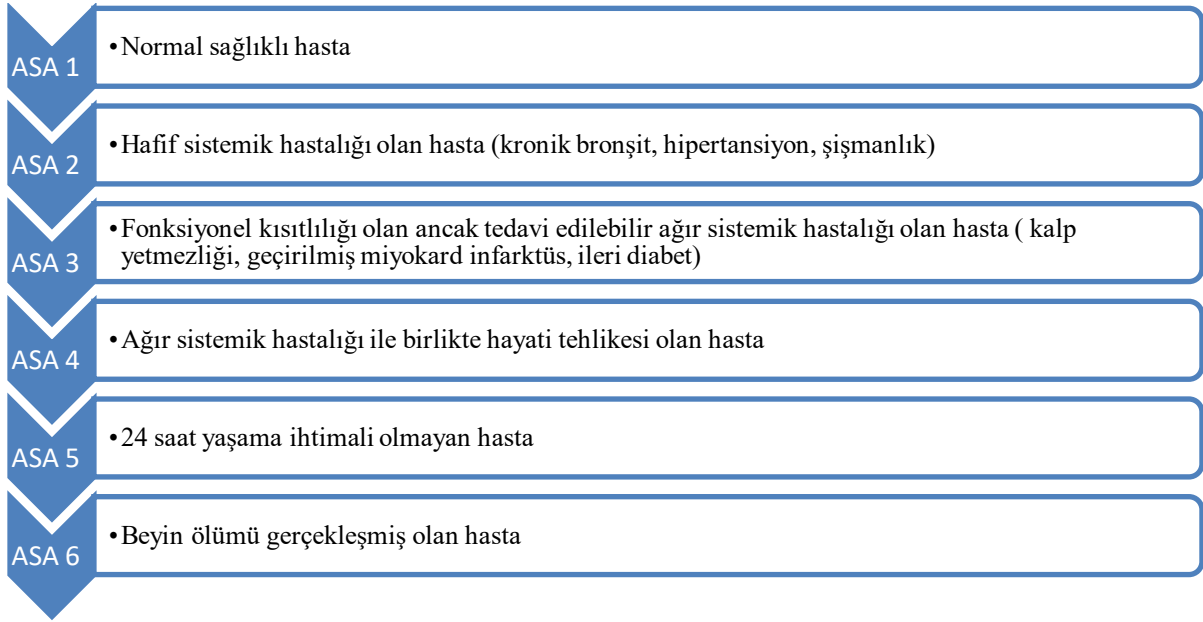 ASA 1
•Normal sağlıklı hasta
ASA 2
•Hafif sistemik hastalığı olan hasta (kronik bronşit, hipertansiyon, şişmanlık)
ASA 3
•Fonksiyonel kısıtlılığı olan ancak tedavi edilebilir ağır sistemik hastalığı olan hasta ( kalp
yetmezliği, geçirilmiş miyokard infarktüs, ileri diabet)
ASA 4
•Ağır sistemik hastalığı ile birlikte hayati tehlikesi olan hasta
ASA 5
•24 saat yaşama ihtimali olmayan hasta
ASA 6
•Beyin ölümü gerçekleşmiş olan hasta